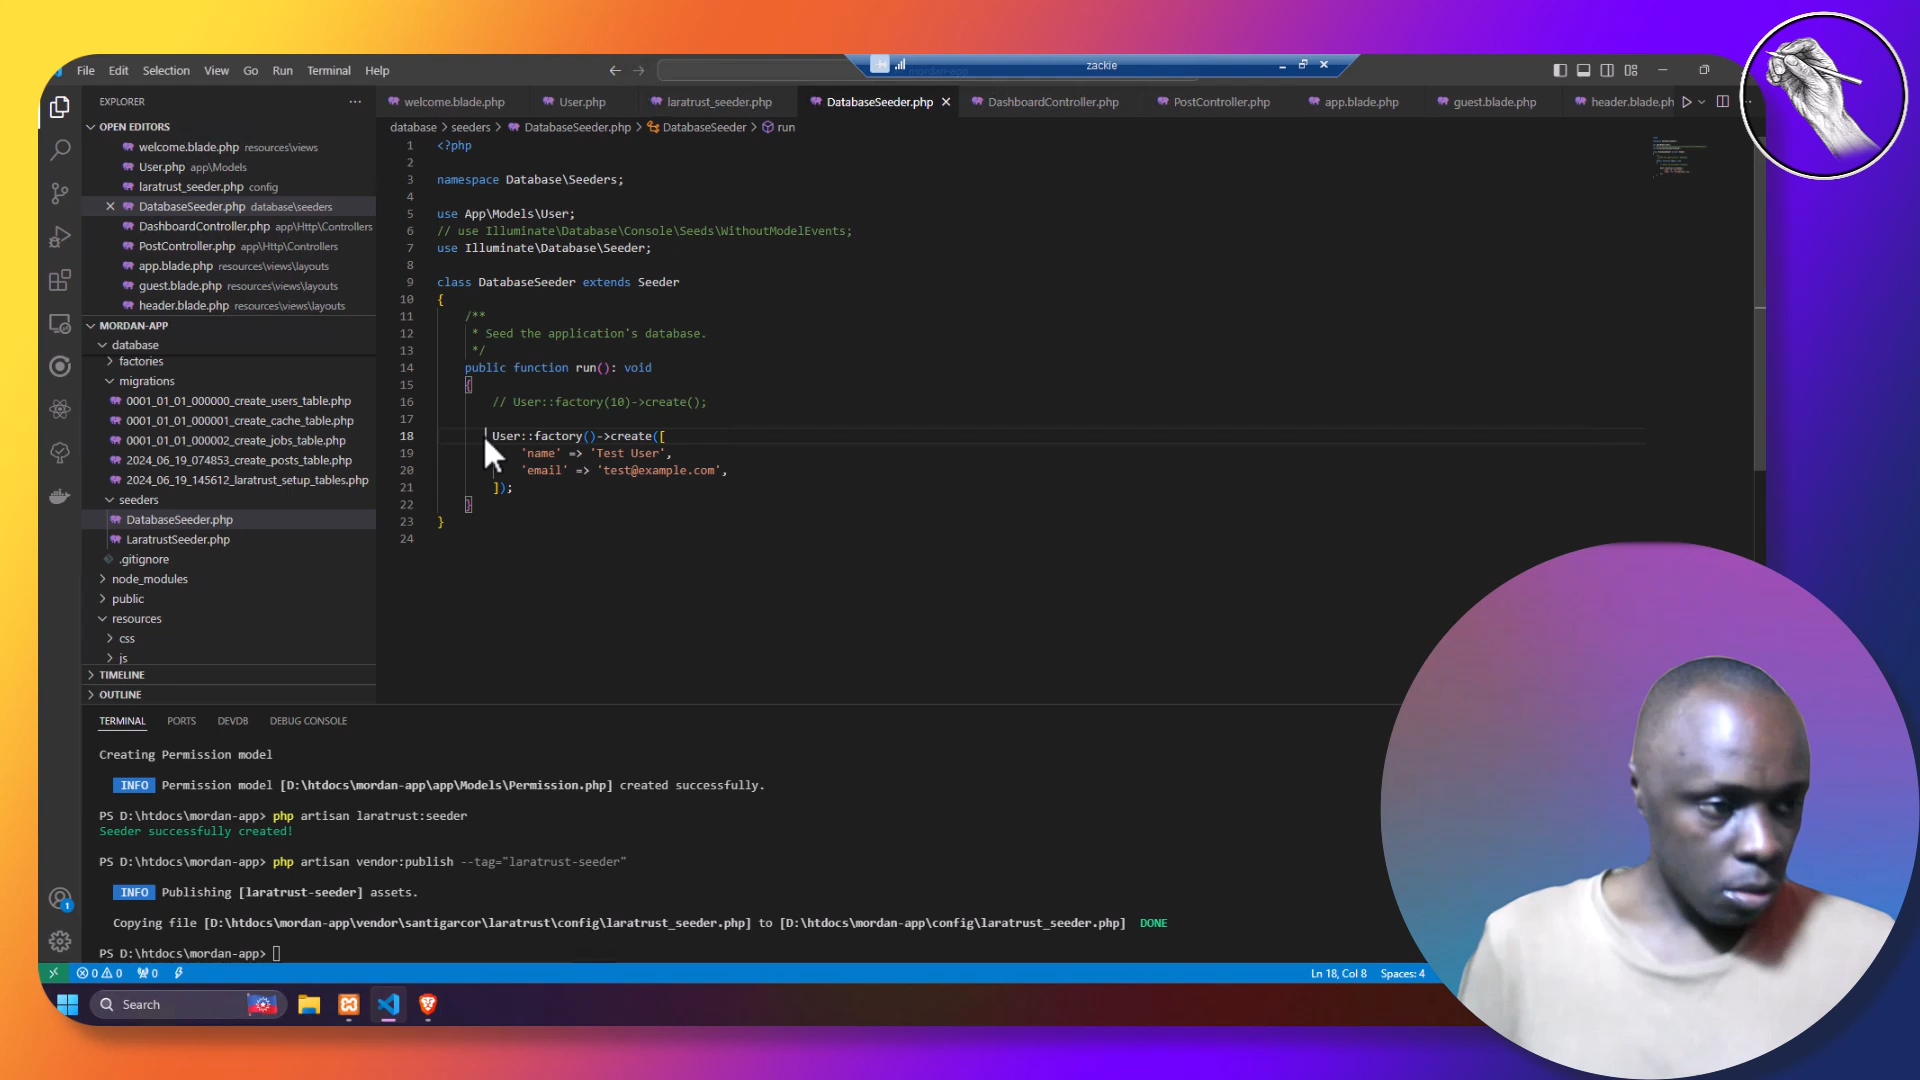 File Edit Selection View Go Run Terminal Help
zackie
EXPLORER
OPEN EDITORS
welcome.blade.php resources\views
User.php app\Models
laratrust_seeder.php config
DatabaseSeeder.php database\seeders
DashboardController.php app\Http\Controllers
PostController.php app\Http\Controllers
app.blade.php resources\views\layouts
guest.blade.php resources\views\layouts
header.blade.php resources\views\layouts
MORDAN-APP
database
factories
migrations
0001_01_01_000000_create_users_table.php
0001_01_01_000001_create_cache_table.php
0001_01_01_000002_create_jobs_table.php
2024_06_19_074853_create_posts_table.php
2024_06_19_145612_laratrust_setup_tables.php
seeders
DatabaseSeeder.php
LaratrustSeeder.php
.gitignore
node_modules
public
resources
css
js
TIMELINE
OUTLINE
welcome.blade.php User.php laratrust_seeder.php DatabaseSeeder.php DashboardController.php PostController.php app.blade.php guest.blade.php header.blade.ph
database > seeders > DatabaseSeeder.php > DatabaseSeeder > run
1 <?php
2
3 namespace Database\Seeders;
4
5 use App\Models\User;
6 // use Illuminate\Database\Console\Seeds\WithoutModelEvents;
7 use Illuminate\Database\Seeder;
8
9 class DatabaseSeeder extends Seeder
10 {
11 /**
12 * Seed the application's database.
13 */
14 public function run(): void
15 {
16 // User::factory(10)->create();
17
18 User::factory()->create([
19 'name' => 'Test User',
20 'email' => 'test@example.com',
21 ]);
22 }
23 }
24
TERMINAL PORTS DEVDB DEBUG CONSOLE
Creating Permission model
INFO Permission model [D:\htdocs\mordan-app\app\Models\Permission.php] created successfully.
PS D:\htdocs\mordan-app> php artisan laratrust:seeder
Seeder successfully created!
PS D:\htdocs\mordan-app> php artisan vendor:publish --tag="laratrust-seeder"
INFO Publishing [laratrust-seeder] assets.
Copying file [D:\htdocs\mordan-app\vendor\santigarcor\laratrust\config\laratrust_seeder.php] to [D:\htdocs\mordan-app\config\laratrust_seeder.php] DONE
PS D:\htdocs\mordan-app>
0 0 0 Ln 18, Col 8 Spaces: 4
Search